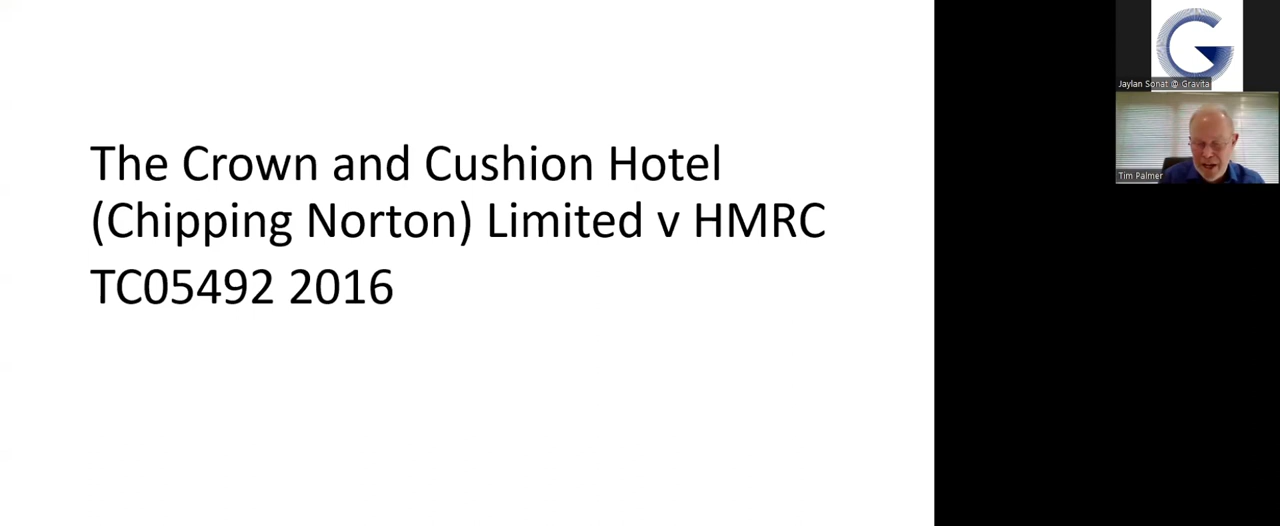 The Crown and Cushion Hotel
(Chipping Norton) Limited v HMRC
TC05492 2016
G
Jaylan Sonat @ Gravita
Tim Palmer